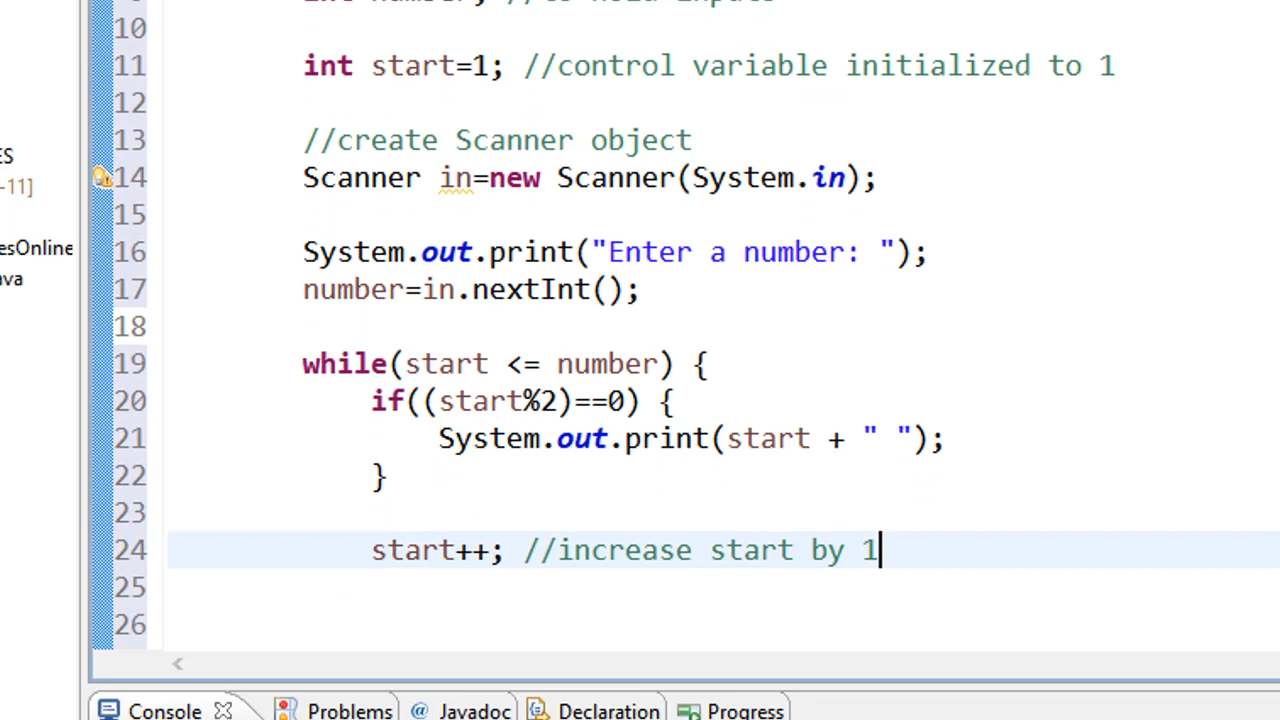 10
11 int start=1; //control variable initialized to 1
12
13 //create Scanner object
14 Scanner in=new Scanner(System.in);
15
16 System.out.print("Enter a number: ");
17 number=in.nextInt();
18
19 while(start <= number) {
20 if((start%2)==0) {
21 System.out.print(start + " ");
22 }
23
24 start++; //increase start by 1
25
26
ES
-11]
esOnline
ava
Console Problems @ Javadoc Declaration Progress